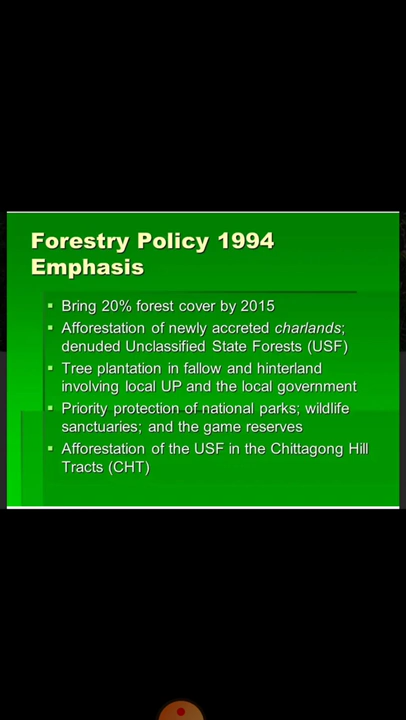 Forestry Policy 1994
Emphasis
▪ Bring 20% forest cover by 2015
▪ Afforestation of newly accreted charlands;
denuded Unclassified State Forests (USF)
▪ Tree plantation in fallow and hinterland
involving local UP and the local government
▪ Priority protection of national parks; wildlife
sanctuaries; and the game reserves
▪ Afforestation of the USF in the Chittagong Hill
Tracts (CHT)